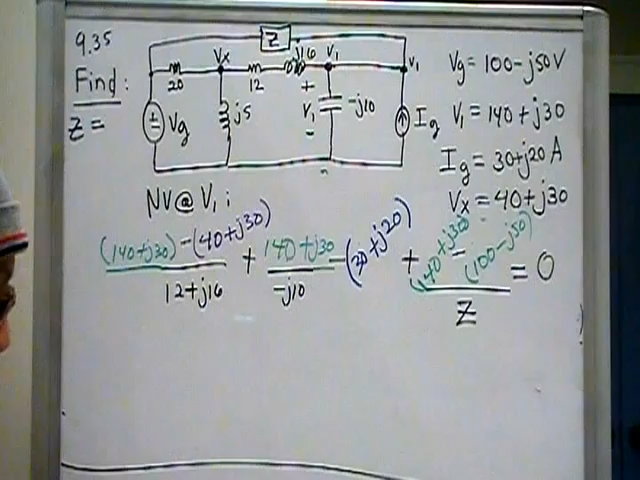 9.35
Find:
Z =
Z
20
Vx
12
j16
V1
V1
+
Vg
j5
+
V1
-
-j10
Ig
Vg = 100-j50V
V1 = 140+j30
Ig = 30+j20 A
Vx = 40+j30
NV@V1:
(140+j30)-(40+j30) + 140+j30 -(30+j20) + (140+j30) - (100-j50) = 0
12+j16 -j10 Z